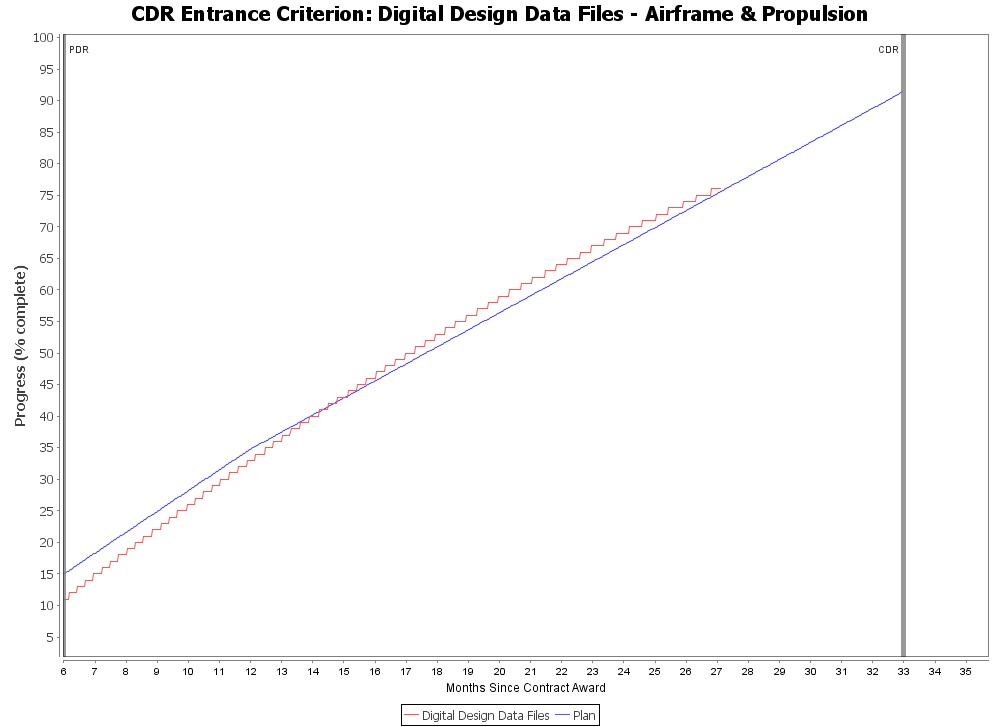 CDR Entrance Criterion: Digital Design Data Files - Airframe & Propulsion
100
95
90
85
80
75
70
65
60
55
50
45
40
35
30
25
20
15
10
5
Progress (% complete)
PDR
CDR
6 7 8 9 10 11 12 13 14 15 16 17 18 19 20 21 22 23 24 25 26 27 28 29 30 31 32 33 34 35
Months Since Contract Award
Digital Design Data Files Plan